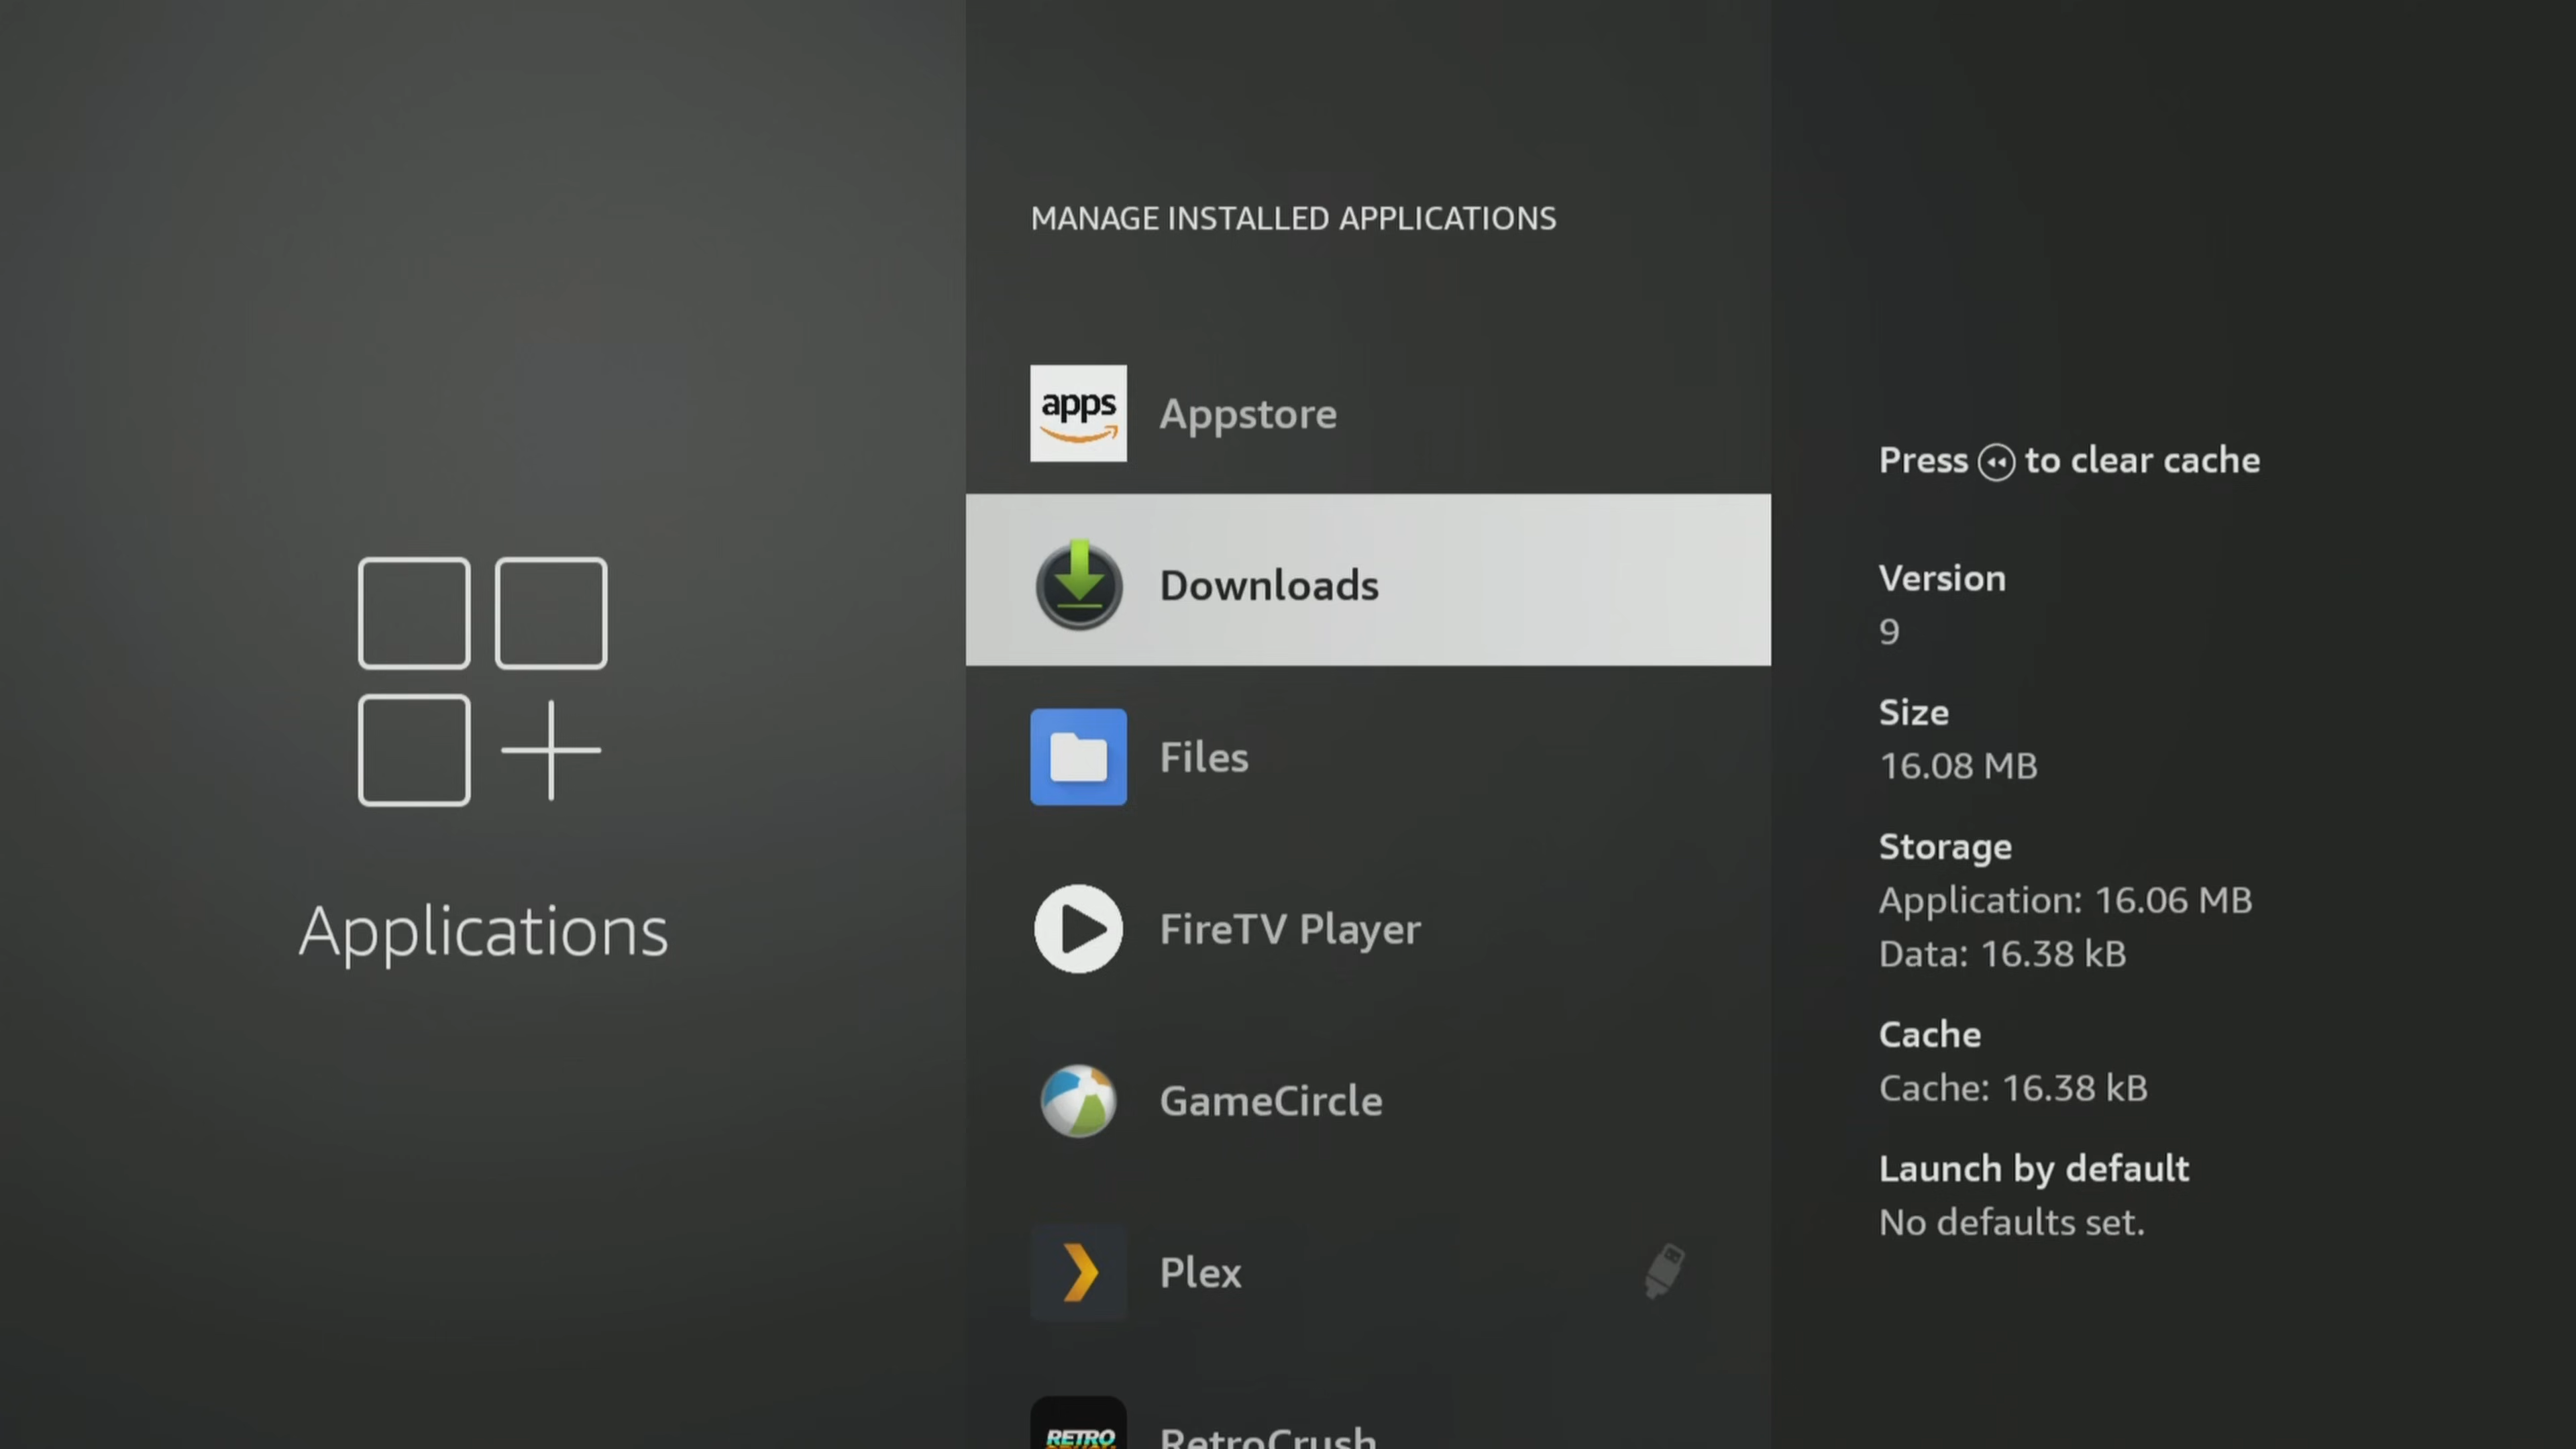 Applications
MANAGE INSTALLED APPLICATIONS
apps
Appstore
Downloads
Files
FireTV Player
GameCircle
Plex
RETRO
RetroCrush
Press to clear cache
Version
9
Size
16.08 MB
Storage
Application: 16.06 MB
Data: 16.38 kB
Cache
Cache: 16.38 kB
Launch by default
No defaults set.